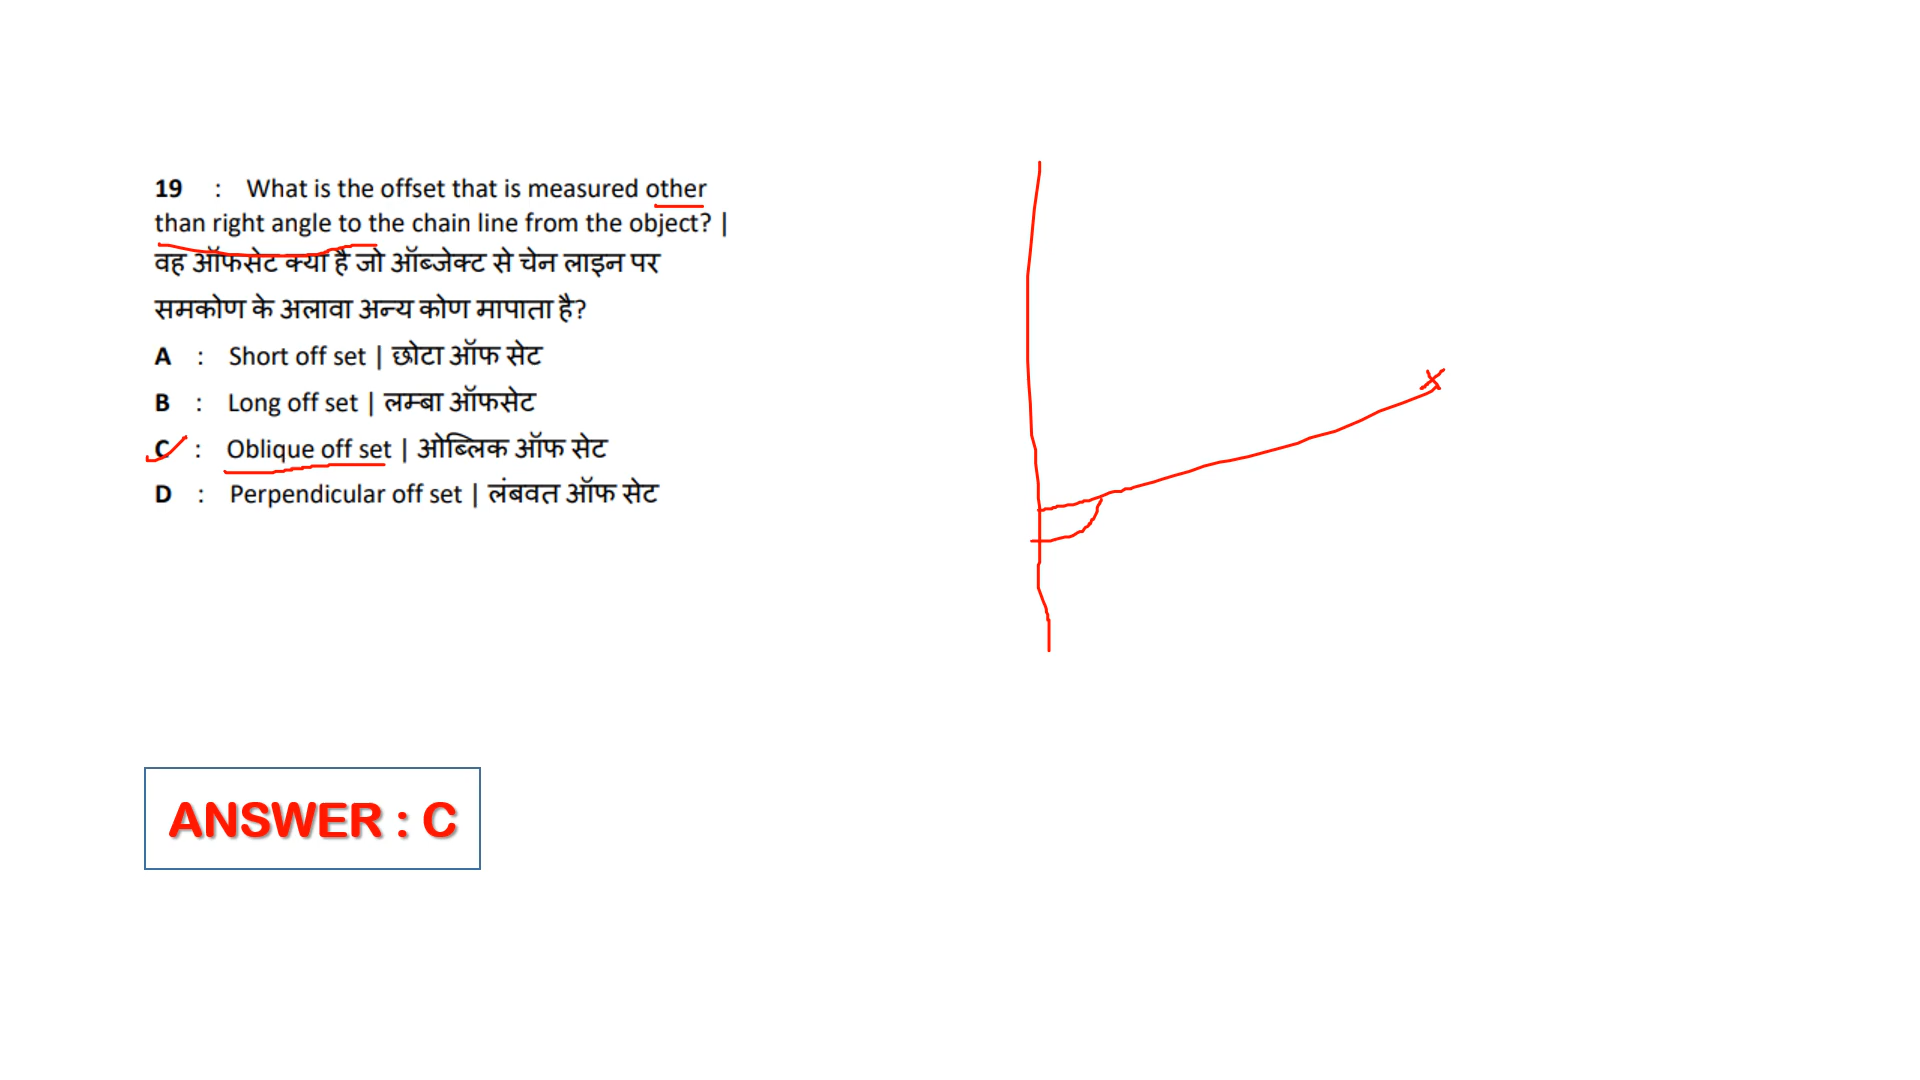 19 : What is the offset that is measured other
than right angle to the chain line from the object? |
वह ऑफसेट क्या है जो ऑब्जेक्ट से चेन लाइन पर
समकोण के अलावा अन्य कोण मापाता है?
A : Short off set | छोटा ऑफ सेट
B : Long off set | लम्बा ऑफसेट
C : Oblique off set | ओब्लिक ऑफ सेट
D : Perpendicular off set | लंबवत ऑफ सेट
ANSWER : C